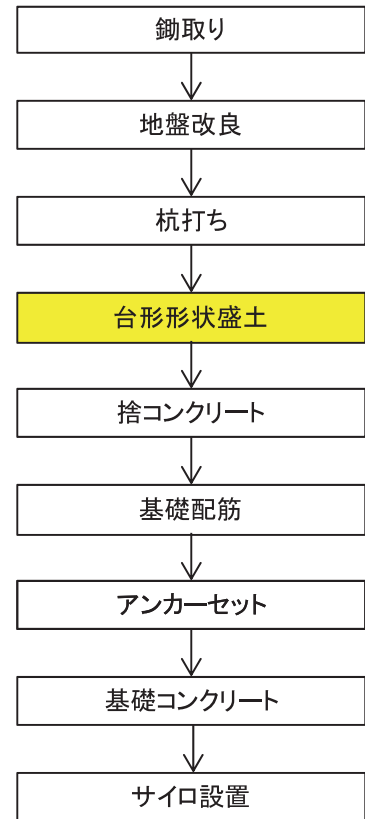 鋤取り
地盤改良
杭打ち
台形形状盛土
捨コンクリート
基礎配筋
アンカーセット
基礎コンクリート
サイロ設置